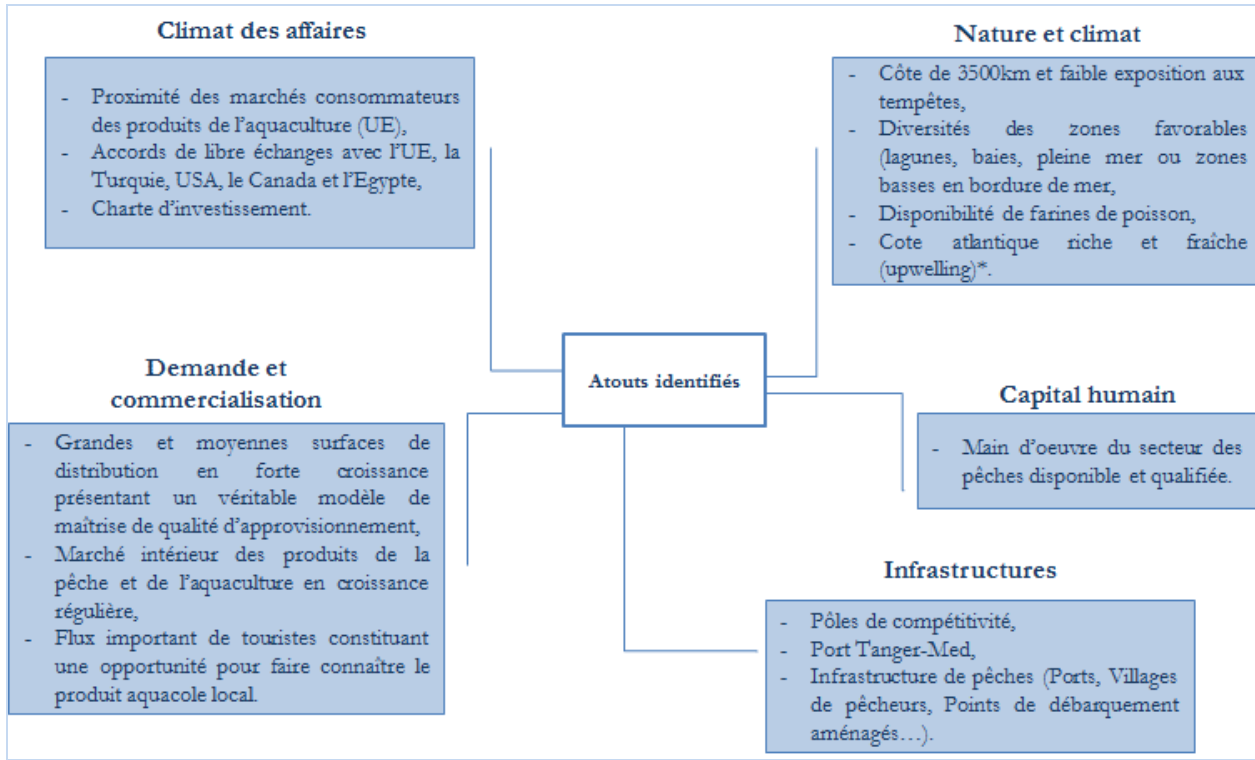 Climat des affaires
- Proximité des marchés consommateurs
des produits de l'aquaculture (UE),
- Accords de libre échanges avec l'UE, la
Turquie, USA, le Canada et l'Egypte,
- Charte d'investissement.
Nature et climat
- Côte de 3500km et faible exposition aux
tempêtes,
- Diversités des zones favorables
(lagunes, baies, pleine mer ou zones
basses en bordure de mer,
- Disponibilité de farines de poisson,
- Cote atlantique riche et fraîche
(upwelling)*.
Atouts identifiés
Demande et
commercialisation
- Grandes et moyennes surfaces de
distribution en forte croissance
présentant un véritable modèle de
maîtrise de qualité d'approvisionnement,
- Marché intérieur des produits de la
pêche et de l'aquaculture en croissance
régulière,
- Flux important de touristes constituant
une opportunité pour faire connaître le
produit aquacole local.
Capital humain
- Main d'oeuvre du secteur des
pêches disponible et qualifiée.
Infrastructures
- Pôles de compétitivité,
- Port Tanger-Med,
- Infrastructure de pêches (Ports, Villages
de pêcheurs, Points de débarquement
aménagés…).